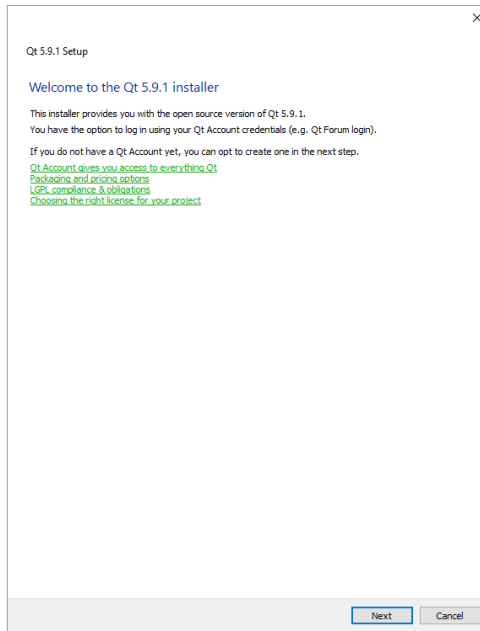 Qt 5.9.1 Setup
Welcome to the Qt 5.9.1 installer
This installer provides you with the open source version of Qt 5.9.1.
You have the option to log in using your Qt Account credentials (e.g. Qt Forum login).
If you do not have a Qt Account yet, you can opt to create one in the next step.
Qt Account gives you access to everything Qt
Packaging and pricing options
LGPL compliance & obligations
Choosing the right license for your project
Next Cancel